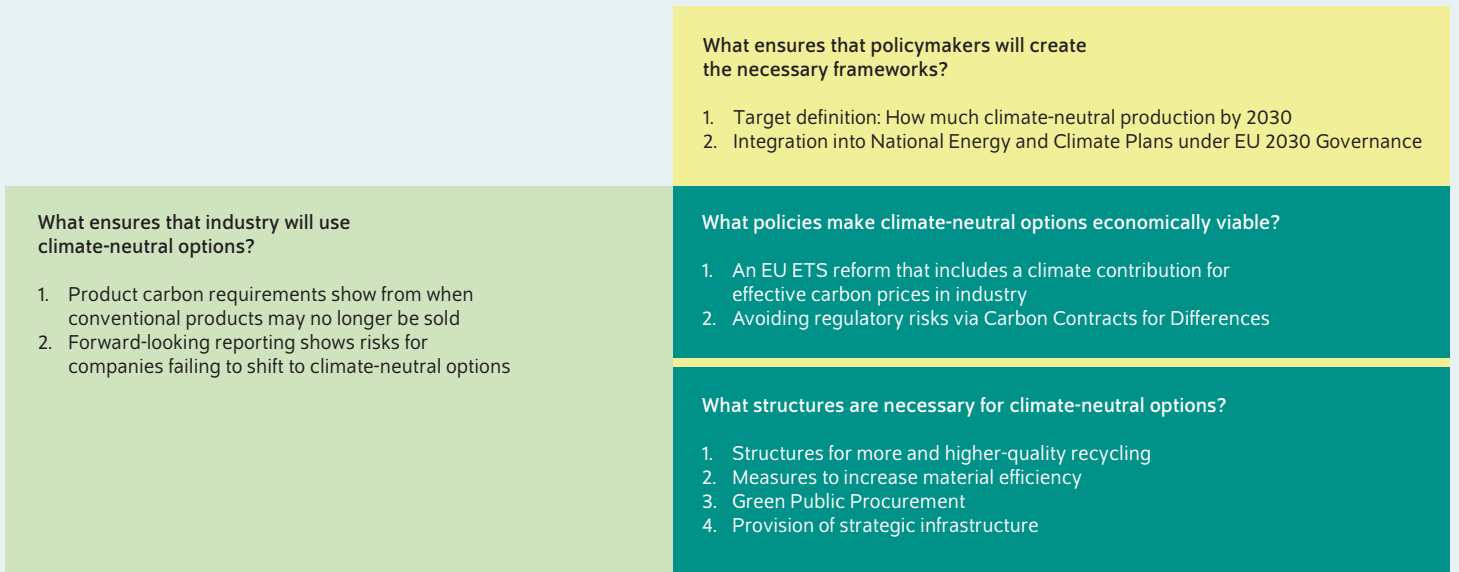 What ensures that policymakers will create
the necessary frameworks?
1. Target definition: How much climate-neutral production by 2030
2. Integration into National Energy and Climate Plans under EU 2030 Governance
What ensures that industry will use
climate-neutral options?
1. Product carbon requirements show from when
conventional products may no longer be sold
2. Forward-looking reporting shows risks for
companies failing to shift to climate-neutral options
What policies make climate-neutral options economically viable?
1. An EU ETS reform that includes a climate contribution for
effective carbon prices in industry
2. Avoiding regulatory risks via Carbon Contracts for Differences
What structures are necessary for climate-neutral options?
1. Structures for more and higher-quality recycling
2. Measures to increase material efficiency
3. Green Public Procurement
4. Provision of strategic infrastructure